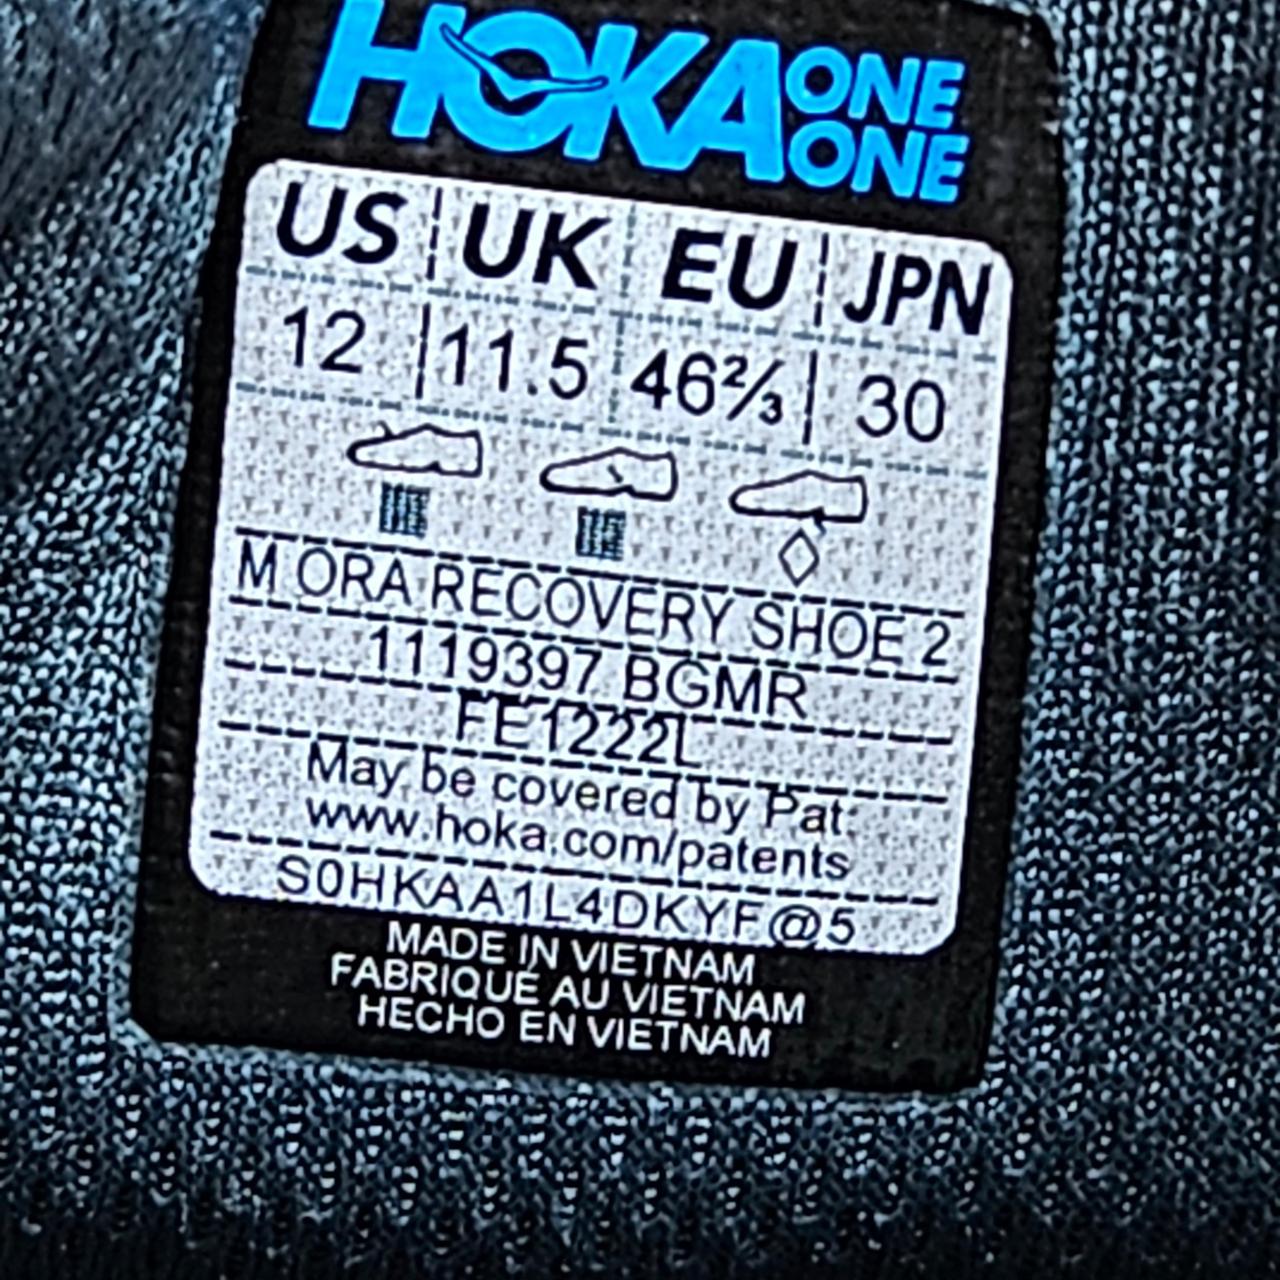 HOKA ONE ONE
US UK EU JPN
12 11.5 46⅔ 30
M ORA RECOVERY SHOE 2
1119397 BGMR
FE1222L
May be covered by Pat:
www.hoka.com/patents
S0HKAA1L4DKYF@5
MADE IN VIETNAM
FABRIQUE AU VIETNAM
HECHO EN VIETNAM